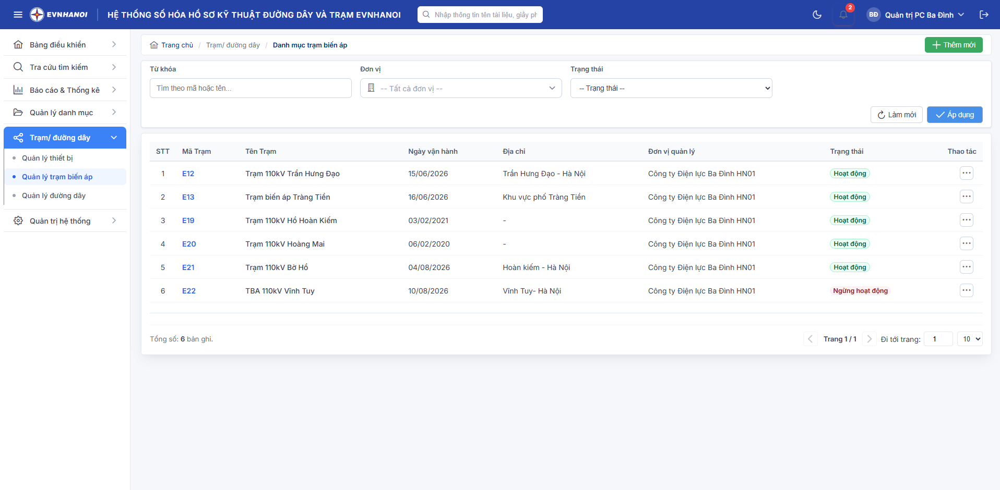 EVNHANOI
HỆ THỐNG SỐ HÓA HỒ SƠ KỸ THUẬT ĐƯỜNG DÂY VÀ TRẠM EVNHANOI
Nhập thông tin tên tài liệu, giấy ph
2
BĐ
Quản trị PC Ba Đình
Bảng điều khiển
Tra cứu tìm kiếm
Báo cáo & Thống kê
Quản lý danh mục
Trạm/ đường dây
Quản lý thiết bị
Quản lý trạm biến áp
Quản lý đường dây
Quản trị hệ thống
Trang chủ / Trạm/ đường dây / Danh mục trạm biến áp
Thêm mới
Từ khóa Đơn vị Trạng thái
Tìm theo mã hoặc tên... -- Tất cả đơn vị -- -- Trạng thái --
Làm mới Áp dụng
STT Mã Trạm Tên Trạm Ngày vận hành Địa chỉ Đơn vị quản lý Trạng thái Thao tác
1 E12 Trạm 110kV Trần Hưng Đạo 15/06/2026 Trần Hưng Đạo - Hà Nội Công ty Điện lực Ba Đình HN01 Hoạt động ...
2 E13 Trạm biến áp Tràng Tiền 16/06/2026 Khu vực phố Tràng Tiền Công ty Điện lực Ba Đình HN01 Hoạt động ...
3 E19 Trạm 110kV Hồ Hoàn Kiếm 03/02/2021 - Công ty Điện lực Ba Đình HN01 Hoạt động ...
4 E20 Trạm 110kV Hoàng Mai 06/02/2020 - Công ty Điện lực Ba Đình HN01 Hoạt động ...
5 E21 Trạm 110kV Bờ Hồ 04/08/2026 Hoàn kiếm - Hà Nội Công ty Điện lực Ba Đình HN01 Hoạt động ...
6 E22 TBA 110kV Vĩnh Tuy 10/08/2026 Vĩnh Tuy- Hà Nội Công ty Điện lực Ba Đình HN01 Ngừng hoạt động ...
Tổng số: 6 bản ghi.
Trang 1 / 1 Đi tới trang: 1 10